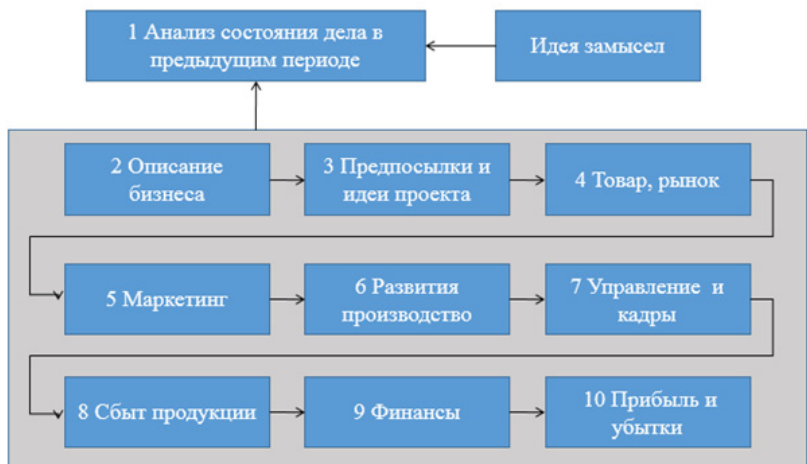 1 Анализ состояния дела в
предыдущим периоде
Идея замысел
2 Описание
бизнеса
3 Предпосылки и
идеи проекта
4 Товар, рынок
5 Маркетинг
6 Развития
производство
7 Управление и
кадры
8 Сбыт продукции
9 Финансы
10 Прибыль и
убытки